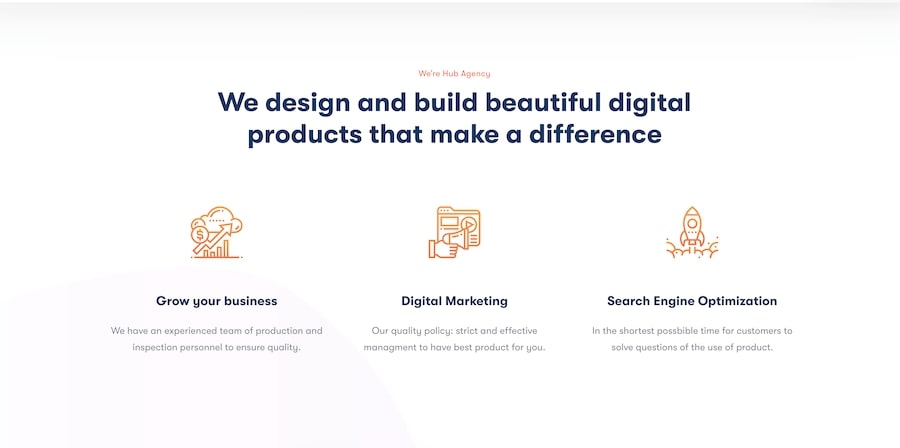 We're Hub Agency
We design and build beautiful digital
products that make a difference
$
Grow your business
Digital Marketing
Search Engine Optimization
We have an experienced team of production and
inspection personnel to ensure quality.
Our quality policy: strict and effective
managment to have best product for you.
In the shortest possbible time for customers to
solve questions of the use of product.